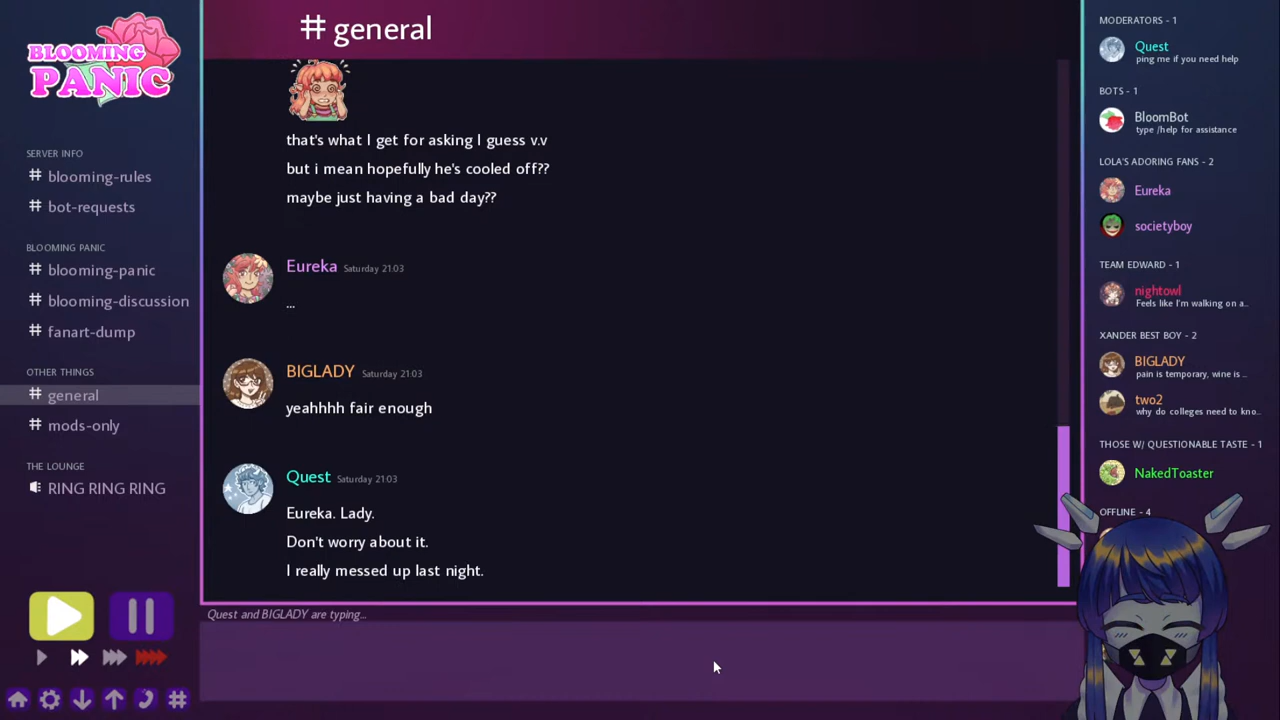 BLOOMING
PANIC
SERVER INFO
# blooming-rules
# bot-requests
BLOOMING PANIC
# blooming-panic
# blooming-discussion
# fanart-dump
OTHER THINGS
# general
# mods-only
THE LOUNGE
RING RING RING
# general
that's what I get for asking I guess v.v
but i mean hopefully he's cooled off??
maybe just having a bad day??
Eureka Saturday 21:03
...
BIGLADY Saturday 21:03
yeahhhh fair enough
Quest Saturday 21:03
Eureka. Lady.
Don't worry about it.
I really messed up last night.
Quest and BIGLADY are typing...
MODERATORS - 1
Quest
ping me if you need help
BOTS - 1
BloomBot
type /help for assistance
LOLA'S ADORING FANS - 2
Eureka
societyboy
TEAM EDWARD - 1
nightowl
Feels like I'm walking on a...
XANDER BEST BOY - 2
BIGLADY
pain is temporary, wine is ...
two2
why do colleges need to kno...
THOSE W/ QUESTIONABLE TASTE - 1
NakedToaster
OFFLINE - 4